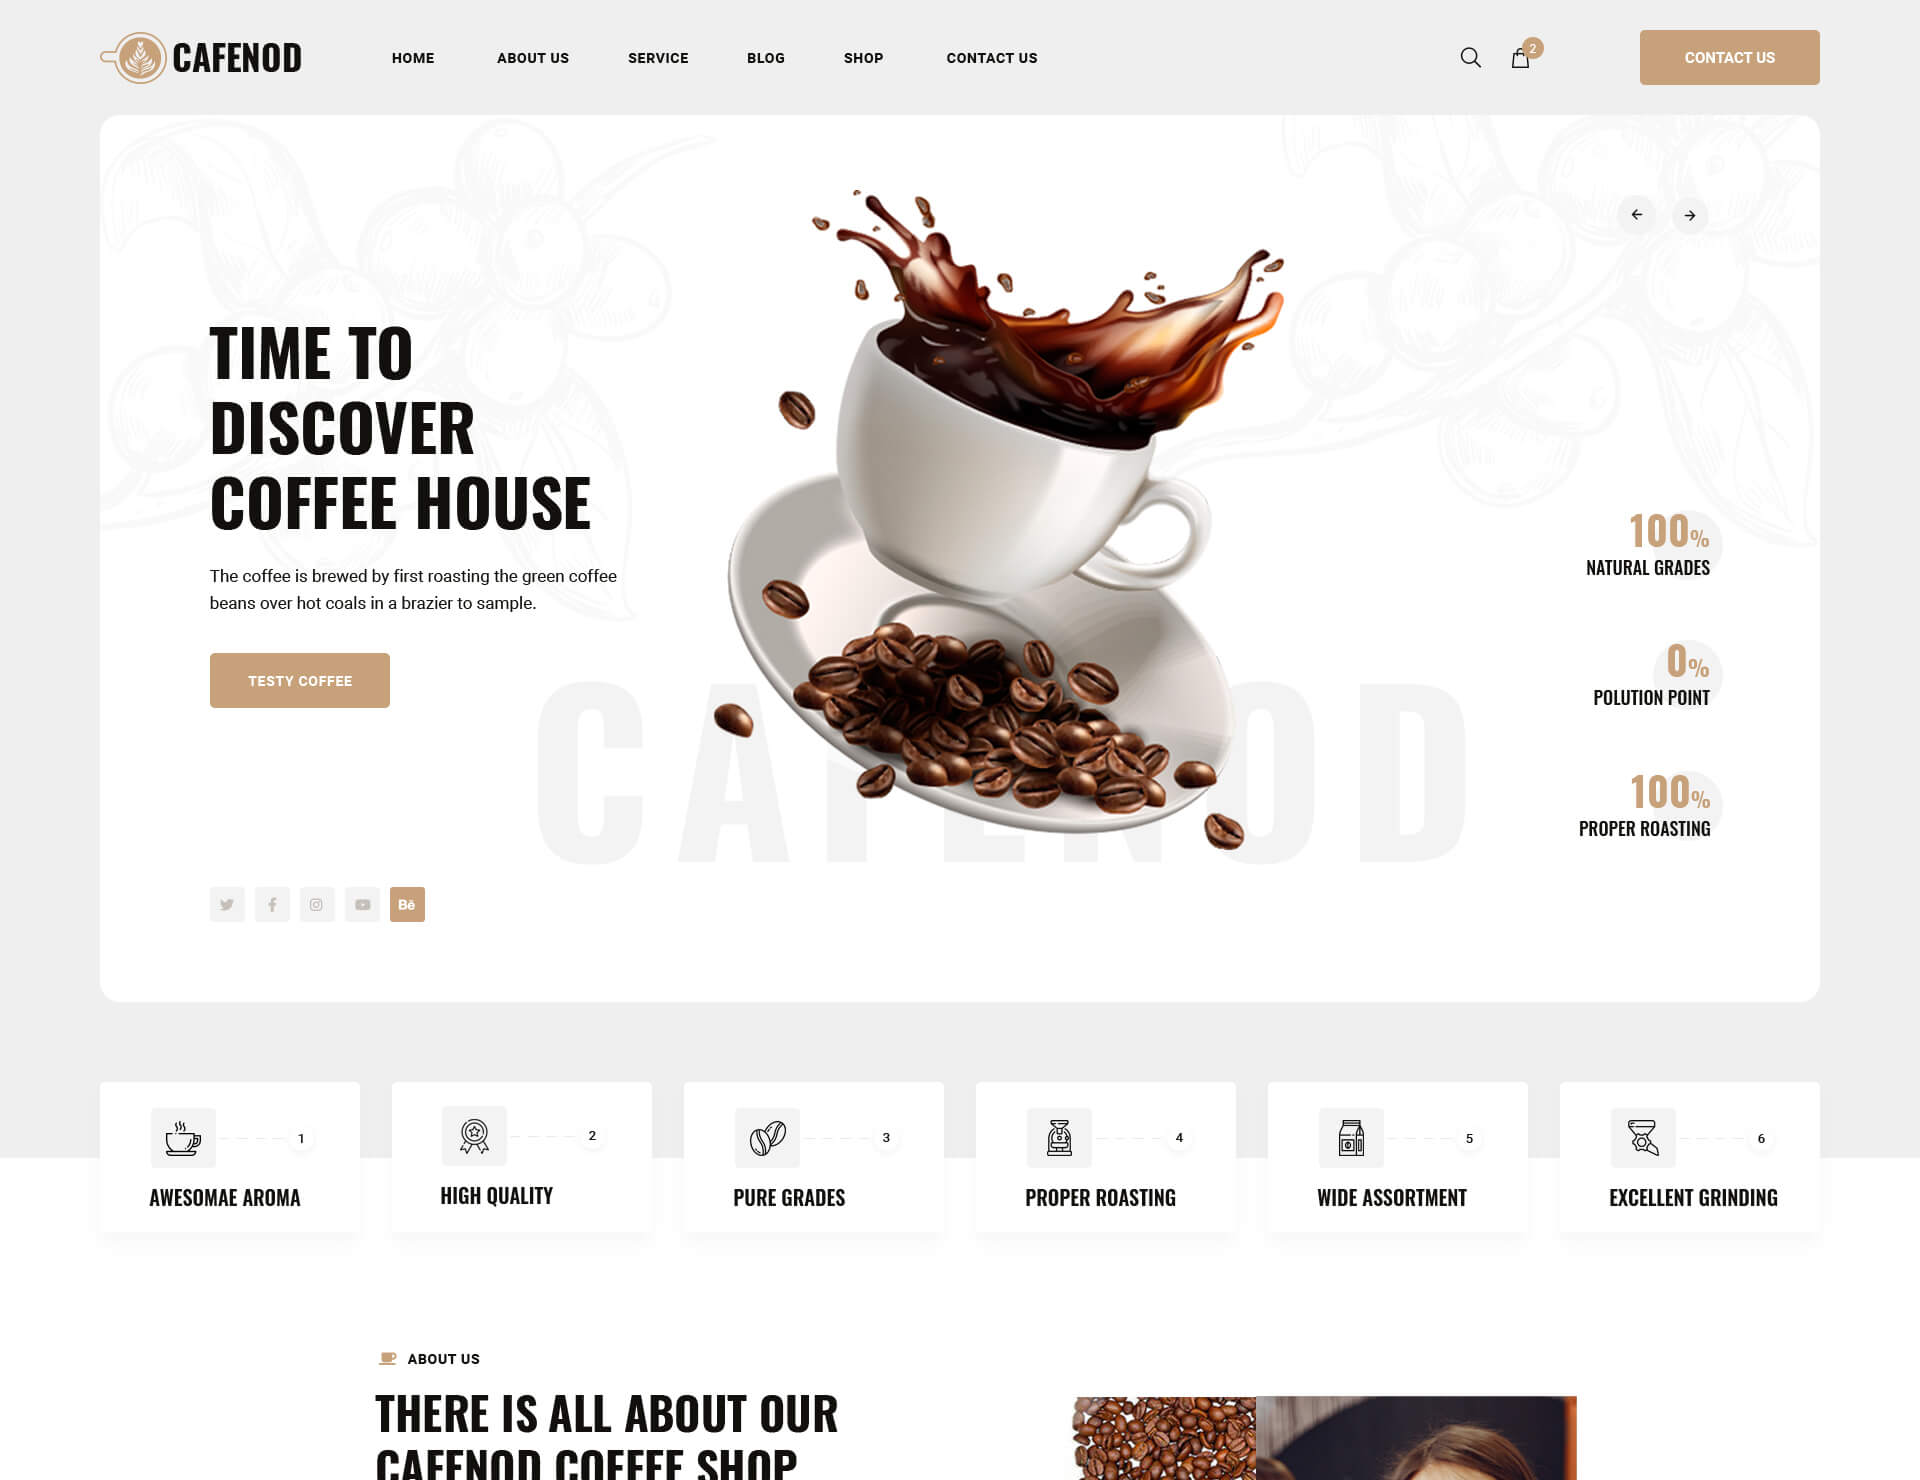 CAFENOD
HOME
ABOUT US
SERVICE
BLOG
SHOP
CONTACT US
2
CONTACT US
TIME TO
DISCOVER
COFFEE HOUSE
The coffee is brewed by first roasting the green coffee
beans over hot coals in a brazier to sample.
TESTY COFFEE
CAFENOD
100%
NATURAL GRADES
0%
POLUTION POINT
100%
PROPER ROASTING
Bē
1
AWESOMAE AROMA
2
HIGH QUALITY
3
PURE GRADES
4
PROPER ROASTING
5
WIDE ASSORTMENT
6
EXCELLENT GRINDING
ABOUT US
THERE IS ALL ABOUT OUR
CAFENOD COFFEE SHOP